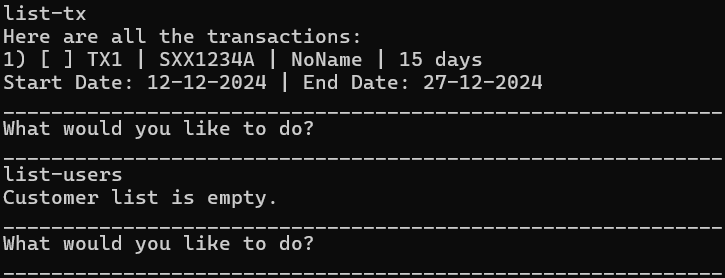 list-tx
Here are all the transactions:
1) [ ] TX1 | SXX1234A | NoName | 15 days
Start Date: 12-12-2024 | End Date: 27-12-2024
____________________________________________________________
What would you like to do?
____________________________________________________________
list-users
Customer list is empty.
____________________________________________________________
What would you like to do?
____________________________________________________________